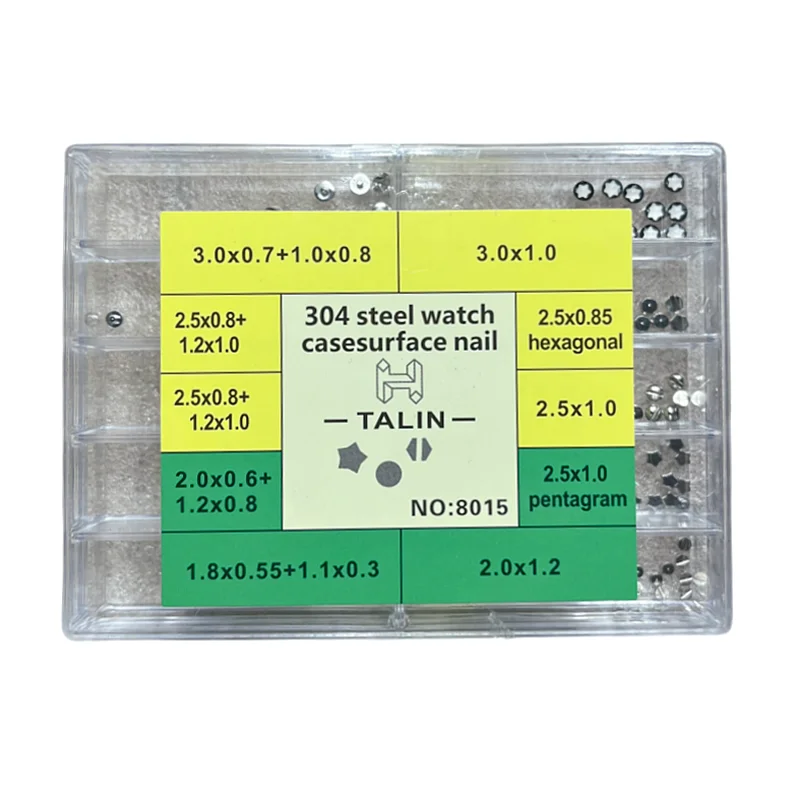 3.0x0.7+1.0x0.8
3.0x1.0
2.5x0.8+
1.2x1.0
304 steel watch
casesurface nail
2.5x0.85
hexagonal
2.5x0.8+
1.2x1.0
— TALIN —
2.5x1.0
2.0x0.6+
1.2x0.8
NO:8015
2.5x1.0
pentagram
1.8x0.55+1.1x0.3
2.0x1.2